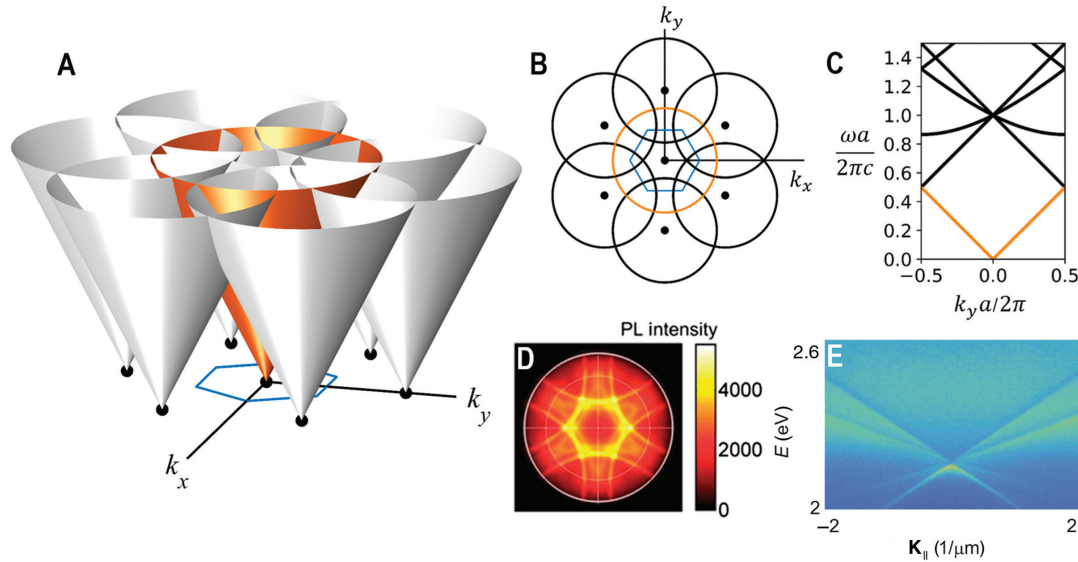 A
k_x
k_y
B
k_y
k_x
C
ωa
2πc
1.4
1.2
1.0
0.8
0.6
0.4
0.2
0.0
−0.5
0.0
0.5
k_y a/2π
D
PL intensity
4000
2000
0
E
E (eV)
2.6
2
−2
2
K_∥ (1/μm)